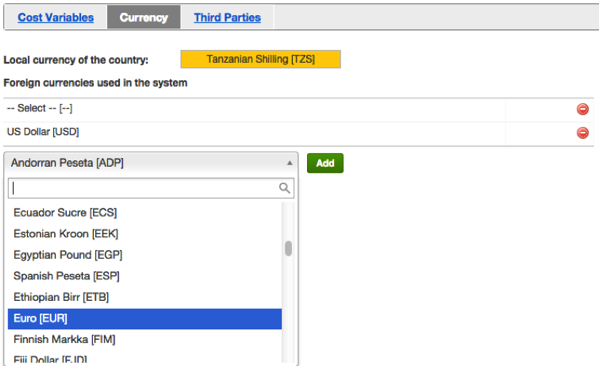 Cost Variables Currency Third Parties
Local currency of the country: Tanzanian Shilling [TZS]
Foreign currencies used in the system
-- Select -- [--]
US Dollar [USD]
Andorran Peseta [ADP] Add
Ecuador Sucre [ECS]
Estonian Kroon [EEK]
Egyptian Pound [EGP]
Spanish Peseta [ESP]
Ethiopian Birr [ETB]
Euro [EUR]
Finnish Markka [FIM]
Fiji Dollar [FJD]